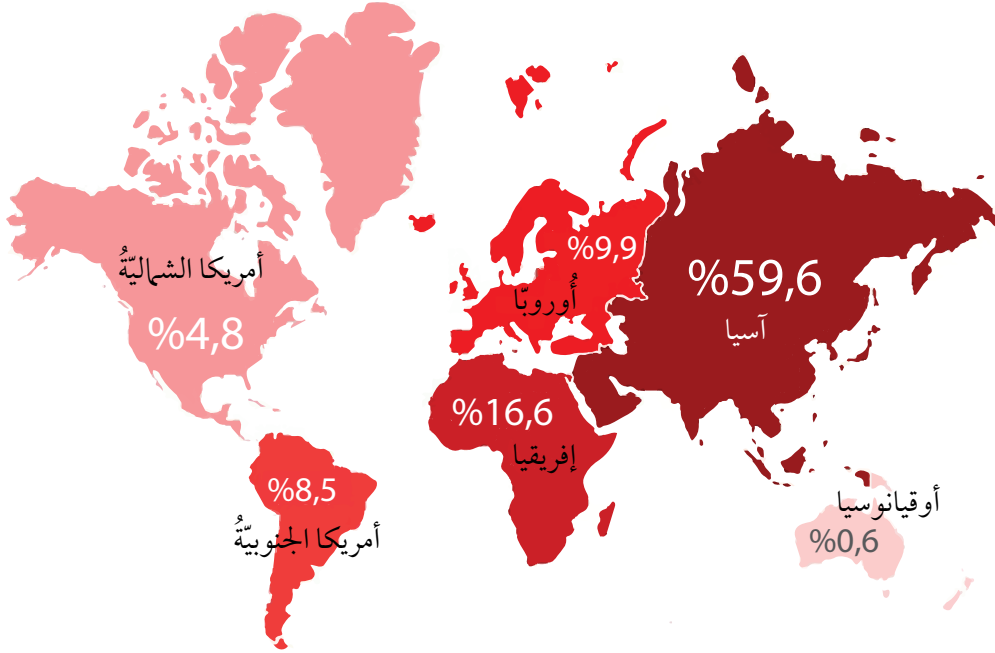 %9,9
أُوروبّا
%59,6
آسيا
أمريكا الشماليّةُ
%4,8
%16,6
إفريقيا
%8,5
أمريكا الجنوبيّةُ
أوقيانوسيا
%0,6